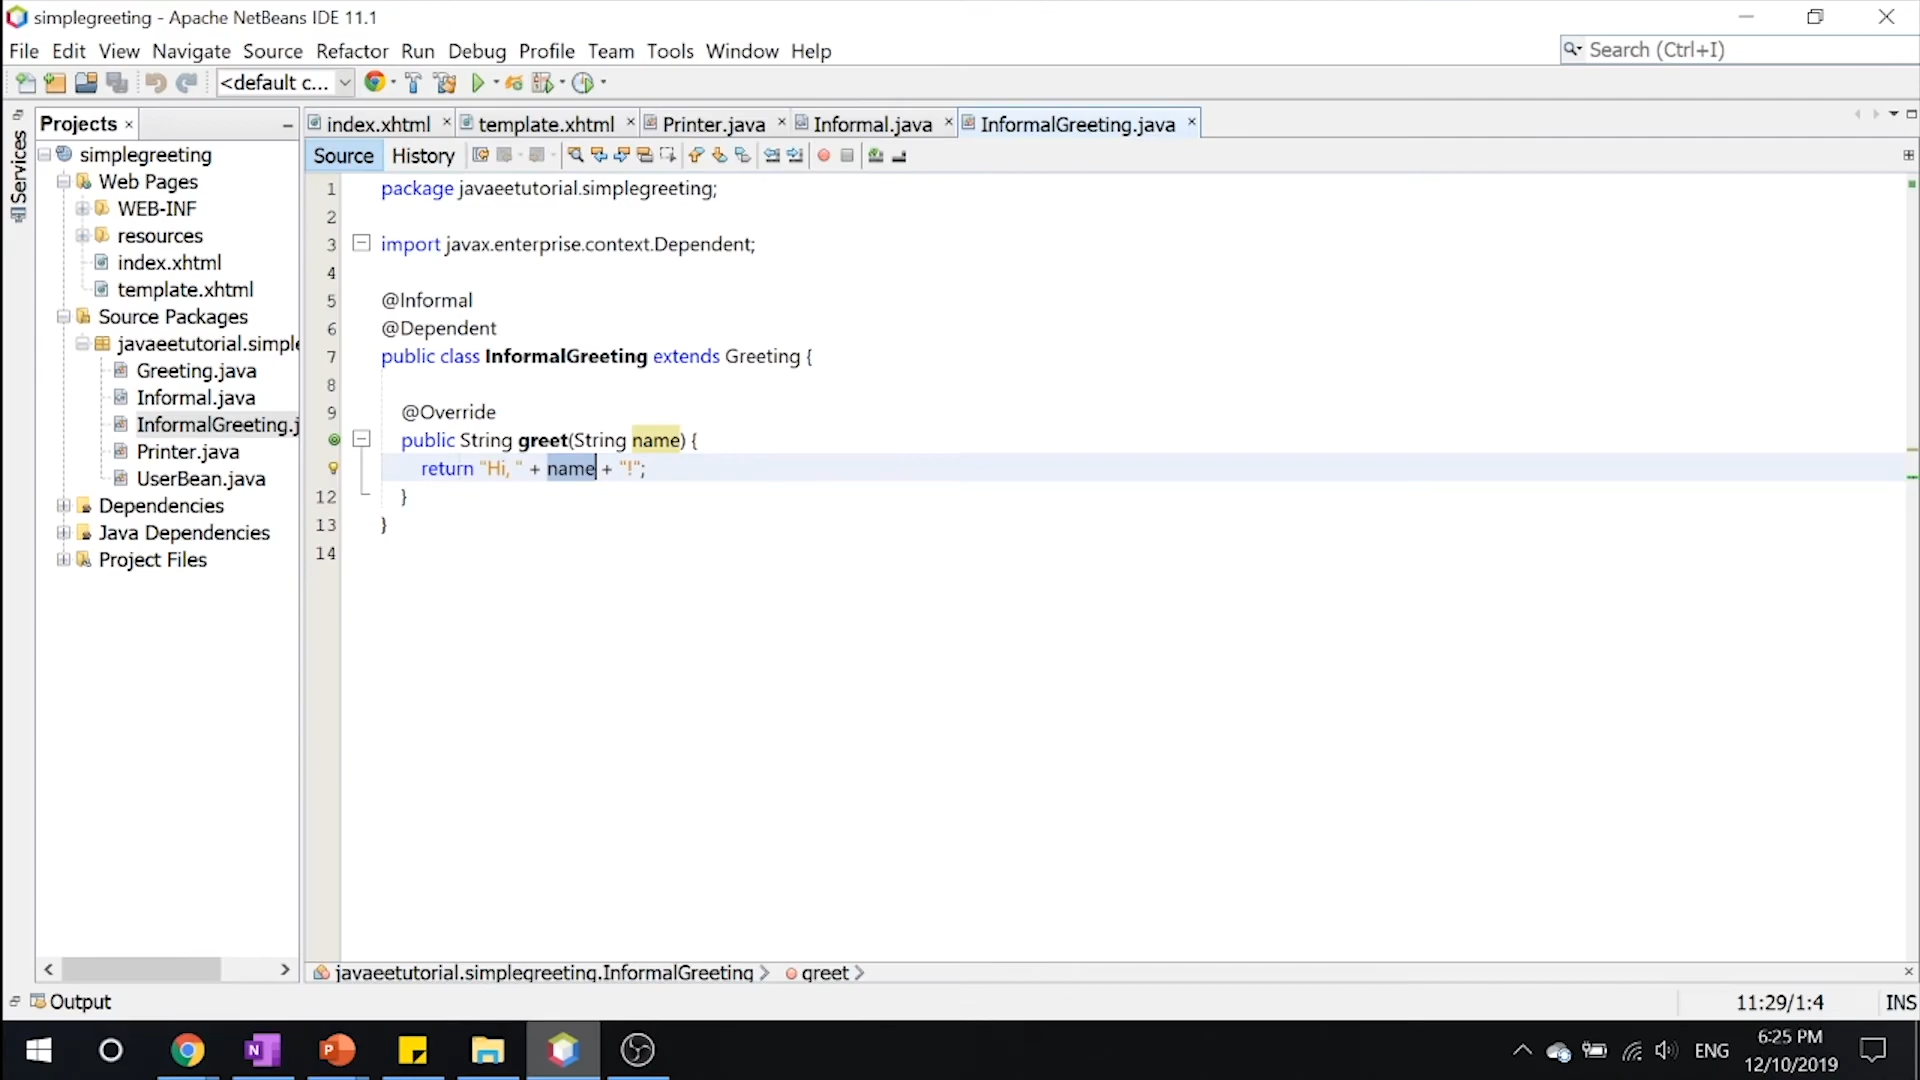 simplegreeting - Apache NetBeans IDE 11.1
File Edit View Navigate Source Refactor Run Debug Profile Team Tools Window Help
Search (Ctrl+I)
<default c...
Services
Projects
index.xhtml
template.xhtml
Printer.java
Informal.java
InformalGreeting.java
Source
History
simplegreeting
Web Pages
WEB-INF
resources
index.xhtml
template.xhtml
Source Packages
javaeetutorial.simple
Greeting.java
Informal.java
InformalGreeting.j
Printer.java
UserBean.java
Dependencies
Java Dependencies
Project Files
1 package javaeetutorial.simplegreeting;
2
3 import javax.enterprise.context.Dependent;
4
5 @Informal
6 @Dependent
7 public class InformalGreeting extends Greeting {
8
9 @Override
public String greet(String name) {
return "Hi, " + name + "!";
12 }
13 }
14
javaeetutorial.simplegreeting.InformalGreeting
greet
Output
11:29/1:4
INS
ENG
6:25 PM
12/10/2019